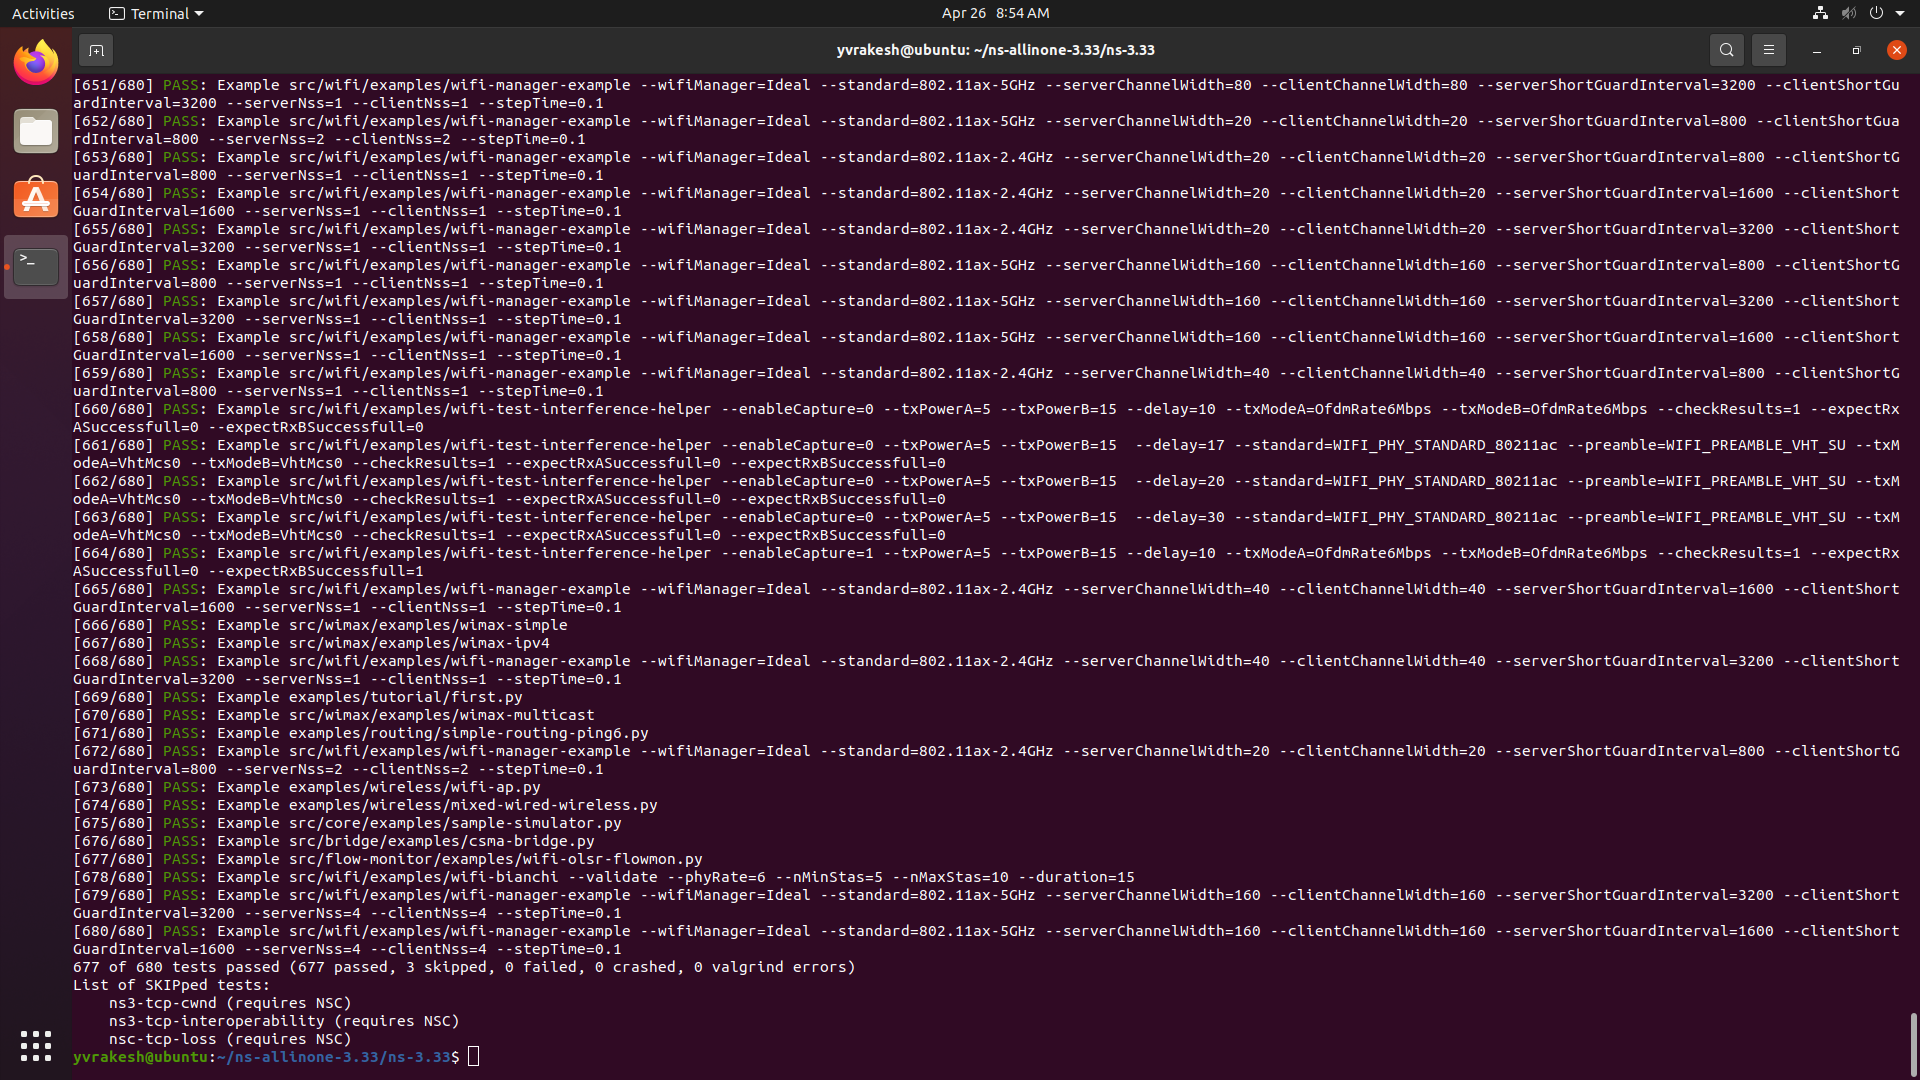 Activities
Terminal
Apr 26 8:54 AM
yvrakesh@ubuntu: ~/ns-allinone-3.33/ns-3.33
[651/680] PASS: Example src/wifi/examples/wifi-manager-example --wifiManager=Ideal --standard=802.11ax-5GHz --serverChannelWidth=80 --clientChannelWidth=80 --serverShortGuardInterval=3200 --clientShortGu
ardInterval=3200 --serverNss=1 --clientNss=1 --stepTime=0.1
[652/680] PASS: Example src/wifi/examples/wifi-manager-example --wifiManager=Ideal --standard=802.11ax-5GHz --serverChannelWidth=20 --clientChannelWidth=20 --serverShortGuardInterval=800 --clientShortGua
rdInterval=800 --serverNss=2 --clientNss=2 --stepTime=0.1
[653/680] PASS: Example src/wifi/examples/wifi-manager-example --wifiManager=Ideal --standard=802.11ax-2.4GHz --serverChannelWidth=20 --clientChannelWidth=20 --serverShortGuardInterval=800 --clientShortG
uardInterval=800 --serverNss=1 --clientNss=1 --stepTime=0.1
[654/680] PASS: Example src/wifi/examples/wifi-manager-example --wifiManager=Ideal --standard=802.11ax-2.4GHz --serverChannelWidth=20 --clientChannelWidth=20 --serverShortGuardInterval=1600 --clientShort
GuardInterval=1600 --serverNss=1 --clientNss=1 --stepTime=0.1
[655/680] PASS: Example src/wifi/examples/wifi-manager-example --wifiManager=Ideal --standard=802.11ax-2.4GHz --serverChannelWidth=20 --clientChannelWidth=20 --serverShortGuardInterval=3200 --clientShort
GuardInterval=3200 --serverNss=1 --clientNss=1 --stepTime=0.1
[656/680] PASS: Example src/wifi/examples/wifi-manager-example --wifiManager=Ideal --standard=802.11ax-5GHz --serverChannelWidth=160 --clientChannelWidth=160 --serverShortGuardInterval=800 --clientShortG
uardInterval=800 --serverNss=1 --clientNss=1 --stepTime=0.1
[657/680] PASS: Example src/wifi/examples/wifi-manager-example --wifiManager=Ideal --standard=802.11ax-5GHz --serverChannelWidth=160 --clientChannelWidth=160 --serverShortGuardInterval=3200 --clientShort
GuardInterval=3200 --serverNss=1 --clientNss=1 --stepTime=0.1
[658/680] PASS: Example src/wifi/examples/wifi-manager-example --wifiManager=Ideal --standard=802.11ax-5GHz --serverChannelWidth=160 --clientChannelWidth=160 --serverShortGuardInterval=1600 --clientShort
GuardInterval=1600 --serverNss=1 --clientNss=1 --stepTime=0.1
[659/680] PASS: Example src/wifi/examples/wifi-manager-example --wifiManager=Ideal --standard=802.11ax-2.4GHz --serverChannelWidth=40 --clientChannelWidth=40 --serverShortGuardInterval=800 --clientShortG
uardInterval=800 --serverNss=1 --clientNss=1 --stepTime=0.1
[660/680] PASS: Example src/wifi/examples/wifi-test-interference-helper --enableCapture=0 --txPowerA=5 --txPowerB=15 --delay=10 --txModeA=OfdmRate6Mbps --txModeB=OfdmRate6Mbps --checkResults=1 --expectRx
ASuccessfull=0 --expectRxBSuccessfull=0
[661/680] PASS: Example src/wifi/examples/wifi-test-interference-helper --enableCapture=0 --txPowerA=5 --txPowerB=15  --delay=17 --standard=WIFI_PHY_STANDARD_80211ac --preamble=WIFI_PREAMBLE_VHT_SU --txM
odeA=VhtMcs0 --txModeB=VhtMcs0 --checkResults=1 --expectRxASuccessfull=0 --expectRxBSuccessfull=0
[662/680] PASS: Example src/wifi/examples/wifi-test-interference-helper --enableCapture=0 --txPowerA=5 --txPowerB=15  --delay=20 --standard=WIFI_PHY_STANDARD_80211ac --preamble=WIFI_PREAMBLE_VHT_SU --txM
odeA=VhtMcs0 --txModeB=VhtMcs0 --checkResults=1 --expectRxASuccessfull=0 --expectRxBSuccessfull=0
[663/680] PASS: Example src/wifi/examples/wifi-test-interference-helper --enableCapture=0 --txPowerA=5 --txPowerB=15  --delay=30 --standard=WIFI_PHY_STANDARD_80211ac --preamble=WIFI_PREAMBLE_VHT_SU --txM
odeA=VhtMcs0 --txModeB=VhtMcs0 --checkResults=1 --expectRxASuccessfull=0 --expectRxBSuccessfull=0
[664/680] PASS: Example src/wifi/examples/wifi-test-interference-helper --enableCapture=1 --txPowerA=5 --txPowerB=15 --delay=10 --txModeA=OfdmRate6Mbps --txModeB=OfdmRate6Mbps --checkResults=1 --expectRx
ASuccessfull=0 --expectRxBSuccessfull=1
[665/680] PASS: Example src/wifi/examples/wifi-manager-example --wifiManager=Ideal --standard=802.11ax-2.4GHz --serverChannelWidth=40 --clientChannelWidth=40 --serverShortGuardInterval=1600 --clientShort
GuardInterval=1600 --serverNss=1 --clientNss=1 --stepTime=0.1
[666/680] PASS: Example src/wimax/examples/wimax-simple
[667/680] PASS: Example src/wimax/examples/wimax-ipv4
[668/680] PASS: Example src/wifi/examples/wifi-manager-example --wifiManager=Ideal --standard=802.11ax-2.4GHz --serverChannelWidth=40 --clientChannelWidth=40 --serverShortGuardInterval=3200 --clientShort
GuardInterval=3200 --serverNss=1 --clientNss=1 --stepTime=0.1
[669/680] PASS: Example examples/tutorial/first.py
[670/680] PASS: Example src/wimax/examples/wimax-multicast
[671/680] PASS: Example examples/routing/simple-routing-ping6.py
[672/680] PASS: Example src/wifi/examples/wifi-manager-example --wifiManager=Ideal --standard=802.11ax-2.4GHz --serverChannelWidth=20 --clientChannelWidth=20 --serverShortGuardInterval=800 --clientShortG
uardInterval=800 --serverNss=2 --clientNss=2 --stepTime=0.1
[673/680] PASS: Example examples/wireless/wifi-ap.py
[674/680] PASS: Example examples/wireless/mixed-wired-wireless.py
[675/680] PASS: Example src/core/examples/sample-simulator.py
[676/680] PASS: Example src/bridge/examples/csma-bridge.py
[677/680] PASS: Example src/flow-monitor/examples/wifi-olsr-flowmon.py
[678/680] PASS: Example src/wifi/examples/wifi-bianchi --validate --phyRate=6 --nMinStas=5 --nMaxStas=10 --duration=15
[679/680] PASS: Example src/wifi/examples/wifi-manager-example --wifiManager=Ideal --standard=802.11ax-5GHz --serverChannelWidth=160 --clientChannelWidth=160 --serverShortGuardInterval=3200 --clientShort
GuardInterval=3200 --serverNss=4 --clientNss=4 --stepTime=0.1
[680/680] PASS: Example src/wifi/examples/wifi-manager-example --wifiManager=Ideal --standard=802.11ax-5GHz --serverChannelWidth=160 --clientChannelWidth=160 --serverShortGuardInterval=1600 --clientShort
GuardInterval=1600 --serverNss=4 --clientNss=4 --stepTime=0.1
677 of 680 tests passed (677 passed, 3 skipped, 0 failed, 0 crashed, 0 valgrind errors)
List of SKIPped tests:
    ns3-tcp-cwnd (requires NSC)
    ns3-tcp-interoperability (requires NSC)
    nsc-tcp-loss (requires NSC)
yvrakesh@ubuntu:~/ns-allinone-3.33/ns-3.33$